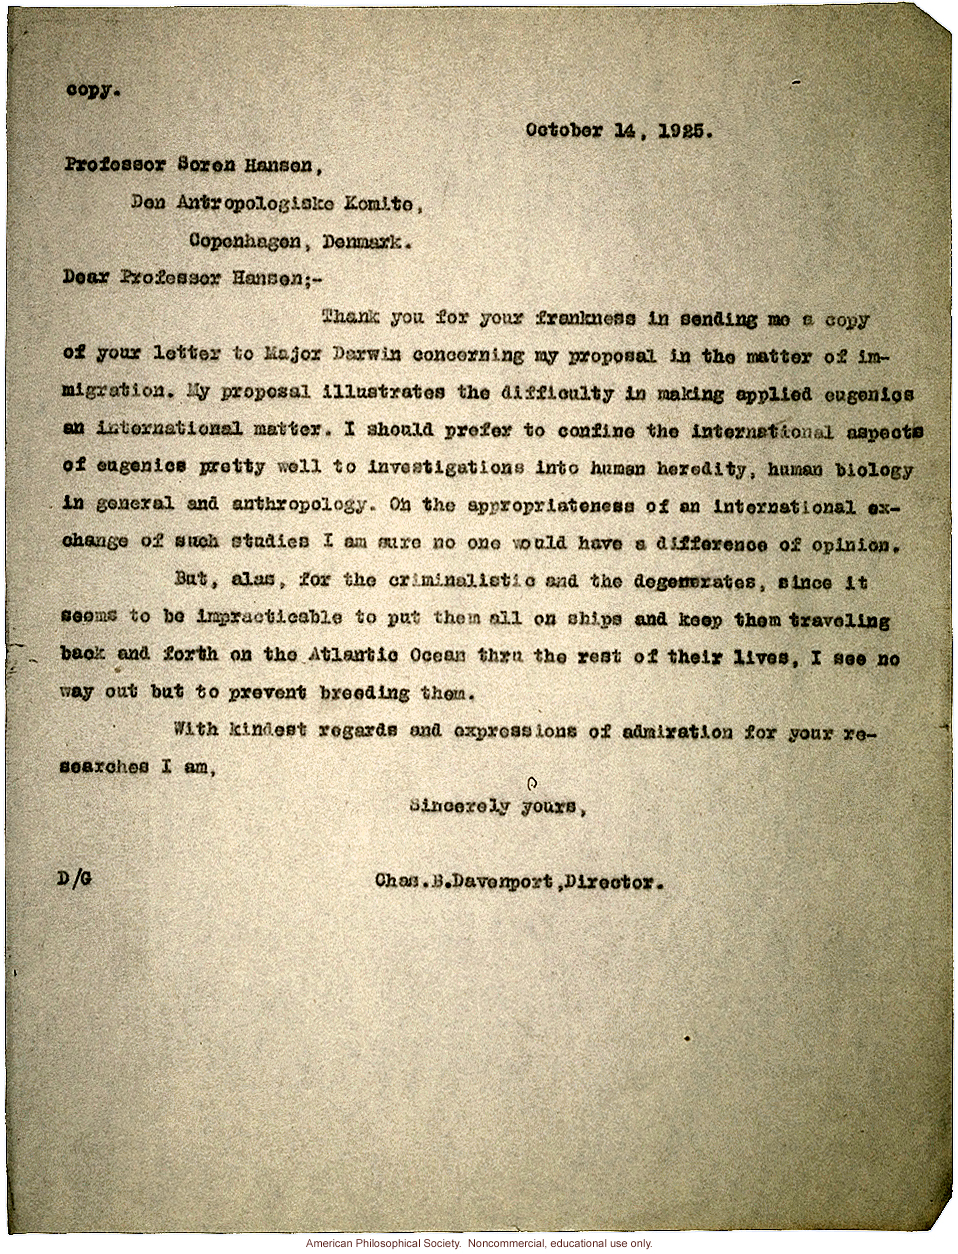 copy.
October 14, 1925.
Professor Soren Hansen,
Den Antropologiske Komite,
Copenhagen, Denmark.
Dear Professor Hansen;-
Thank you for your frankness in sending me a copy
of your letter to Major Darwin concerning my proposal in the matter of im-
migration. My proposal illustrates the difficulty in making applied eugenics
an international matter. I should prefer to confine the international aspects
of eugenics pretty well to investigations into human heredity, human biology
in general and anthropology. On the appropriateness of an international ex-
change of such studies I am sure no one would have a difference of opinion.
But, alas, for the criminalistic and the degenerates, since it
seems to be impracticable to put them all on ships and keep them traveling
back and forth on the Atlantic Ocean thru the rest of their lives, I see no
way out but to prevent breeding them.
With kindest regards and expressions of admiration for your re-
searches I am,
Sincerely yours,
D/G
Chas.B.Davenport,Director.
American Philosophical Society. Noncommercial, educational use only.